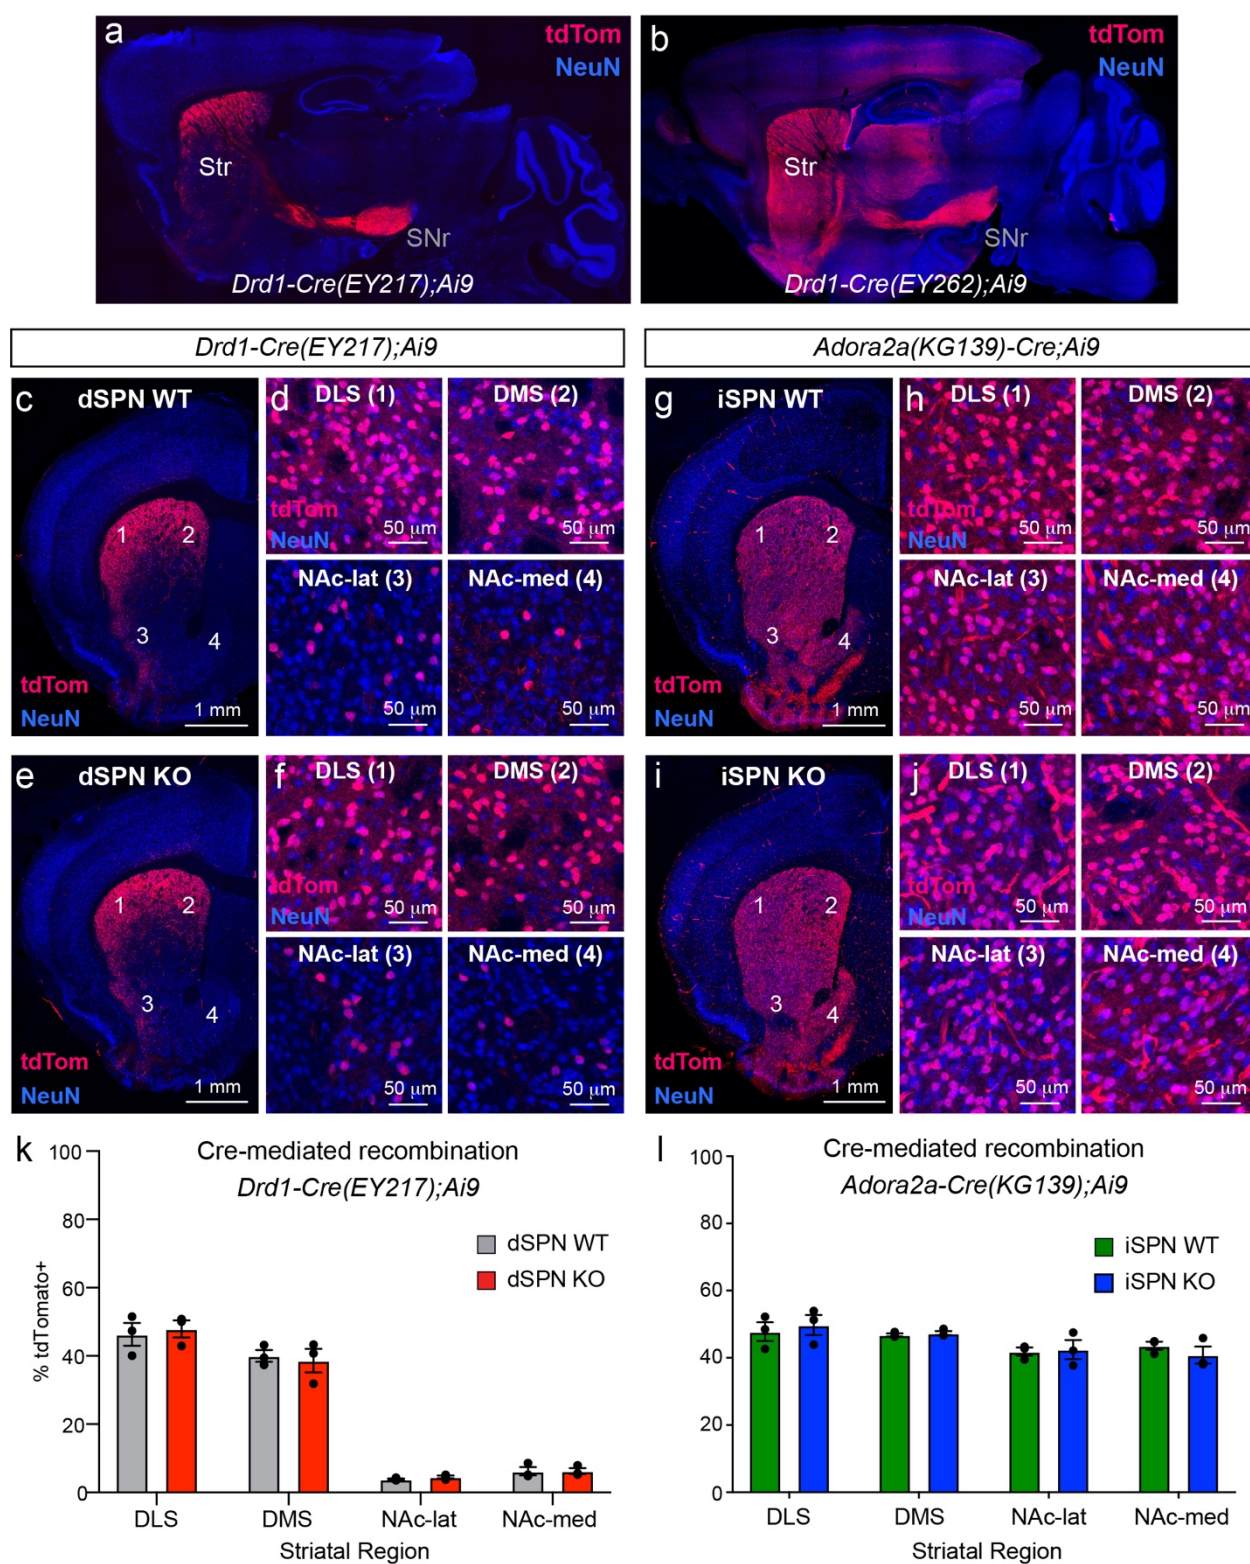 a
tdTom
NeuN
Str
SNr
Drd1-Cre(EY217);Ai9
b
tdTom
NeuN
Str
SNr
Drd1-Cre(EY262);Ai9
Drd1-Cre(EY217);Ai9
Adora2a(KG139)-Cre;Ai9
c
dSPN WT
1
2
3
4
tdTom
NeuN
1 mm
d
DLS (1)
tdTom
NeuN
50 μm
DMS (2)
50 μm
NAc-lat (3)
50 μm
NAc-med (4)
50 μm
g
iSPN WT
1
2
3
4
tdTom
NeuN
1 mm
h
DLS (1)
tdTom
NeuN
50 μm
DMS (2)
50 μm
NAc-lat (3)
50 μm
NAc-med (4)
50 μm
e
dSPN KO
1
2
3
4
tdTom
NeuN
1 mm
f
DLS (1)
tdTom
NeuN
50 μm
DMS (2)
50 μm
NAc-lat (3)
50 μm
NAc-med (4)
50 μm
i
iSPN KO
1
2
3
4
tdTom
NeuN
1 mm
j
DLS (1)
tdTom
NeuN
50 μm
DMS (2)
50 μm
NAc-lat (3)
50 μm
NAc-med (4)
50 μm
k
Cre-mediated recombination
Drd1-Cre(EY217);Ai9
dSPN WT
dSPN KO
% tdTomato+
100
80
60
40
20
0
DLS
DMS
NAc-lat
NAc-med
Striatal Region
l
Cre-mediated recombination
Adora2a-Cre(KG139);Ai9
iSPN WT
iSPN KO
100
80
60
40
20
0
DLS
DMS
NAc-lat
NAc-med
Striatal Region